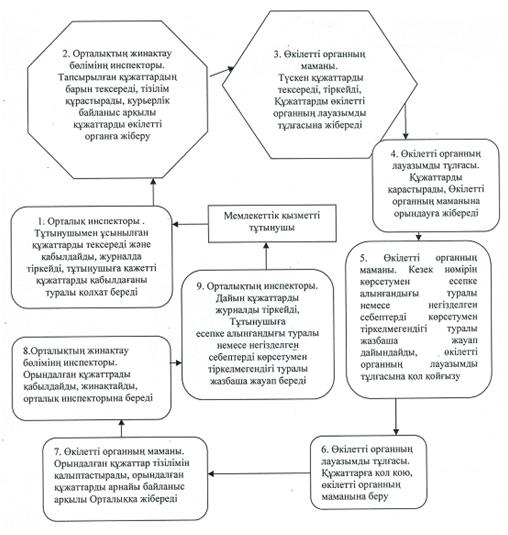 2. Орталықтың жинақтау
бөлімінің инспекторы.
Тапсырылған құжаттардың
барын тексереді, тізілім
құрастырады, курьерлік
байланыс арқылы
құжаттарды өкілетті
органға жіберу
3. Өкілетті органның
маманы.
Түскен құжаттарды
тексереді, тіркейді,
Құжаттарды өкілетті
органның лауазымды
тұлғасына жібереді
4. Өкілетті органның
лауазымды тұлғасы.
Құжаттарды
қарастырады, Өкілетті
органның маманына
орындауға жібереді
1. Орталық инспекторы .
Тұтынушымен ұсынылған
құжаттарды тексереді және
қабылдайды, журналда
тіркейді, тұтынушыға қажетті
құжаттарды қабылдағаны
туралы қолхат береді
Мемлекеттік қызметті
тұтынушы
5. Өкілетті органның
маманы. Кезек нөмірін
көрсетумен есепке
алынғандығы туралы
немесе негізделген
себептерді көрсетумен
тіркелмегендігі туралы
жазбаша жауап
дайындайды, өкілетті
органның лауазымды
тұлғасына қол қойғызу
9. Орталықтың инспекторы.
Дайын құжаттарды
журналды тіркейді,
Тұтынушыға
есепке алынғандығы туралы
немесе негізделген
себептерді көрсетумен
тіркелмегендігі туралы
жазбаша жауап береді
8.Орталықтың жинақтау
бөлімінің инспекторы.
Орындалған құжаттрады
қабылдайды, жинақтайды,
орталық инспекторына береді
7. Өкілетті органның маманы.
Орындалған құжаттар тізілімін
қалыптастырады, орындалған
құжаттарды арнайы байланыс
арқылы Орталыққа жібереді
6. Өкілетті органның
лауазымды тұлғасы.
Құжаттарға қол қою,
өкілетті органның
маманына беру